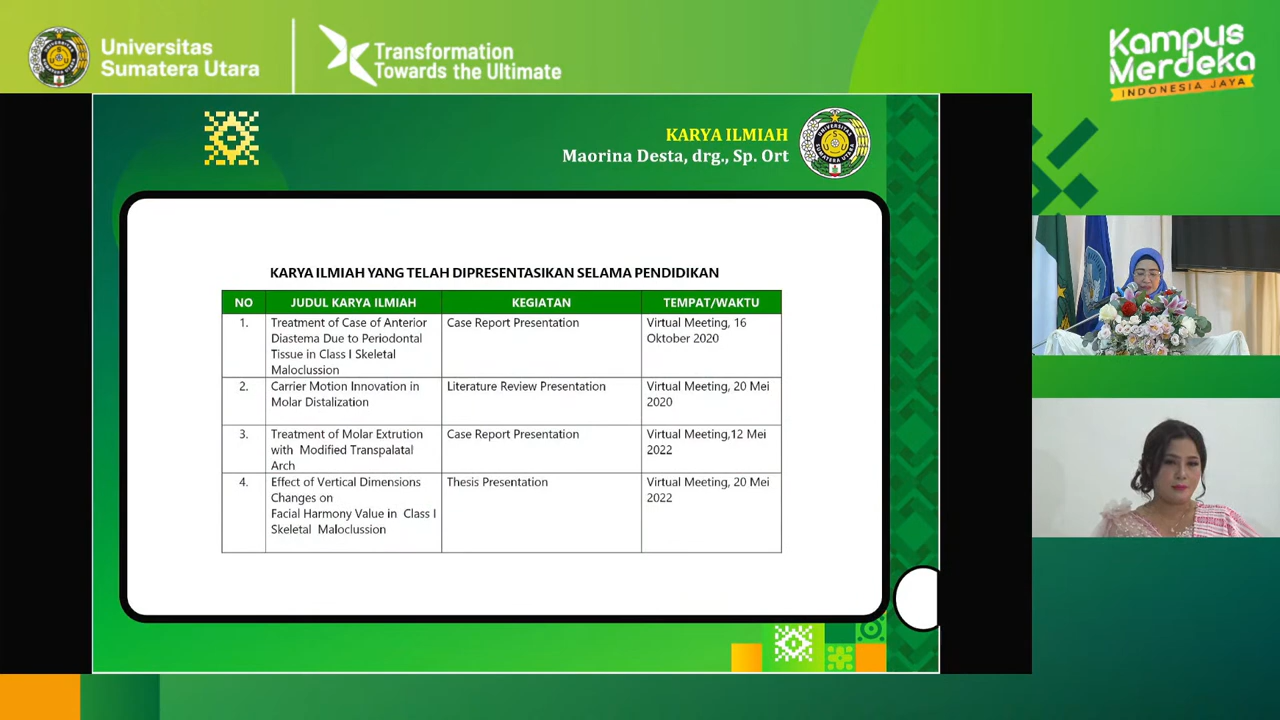 Universitas
Sumatera Utara
Transformation
Towards the Ultimate
Kampus
Merdeka
INDONESIA JAYA
KARYA ILMIAH
Maorina Desta, drg., Sp. Ort
KARYA ILMIAH YANG TELAH DIPRESENTASIKAN SELAMA PENDIDIKAN
NO JUDUL KARYA ILMIAH KEGIATAN TEMPAT/WAKTU
1. Treatment of Case of Anterior Case Report Presentation Virtual Meeting, 16
Diastema Due to Periodontal Oktober 2020
Tissue in Class I Skeletal
Maloclussion
2. Carrier Motion Innovation in Literature Review Presentation Virtual Meeting, 20 Mei
Molar Distalization 2020
3. Treatment of Molar Extrution Case Report Presentation Virtual Meeting,12 Mei
with Modified Transpalatal 2022
Arch
4. Effect of Vertical Dimensions Thesis Presentation Virtual Meeting, 20 Mei
Changes on 2022
Facial Harmony Value in Class I
Skeletal Maloclussion